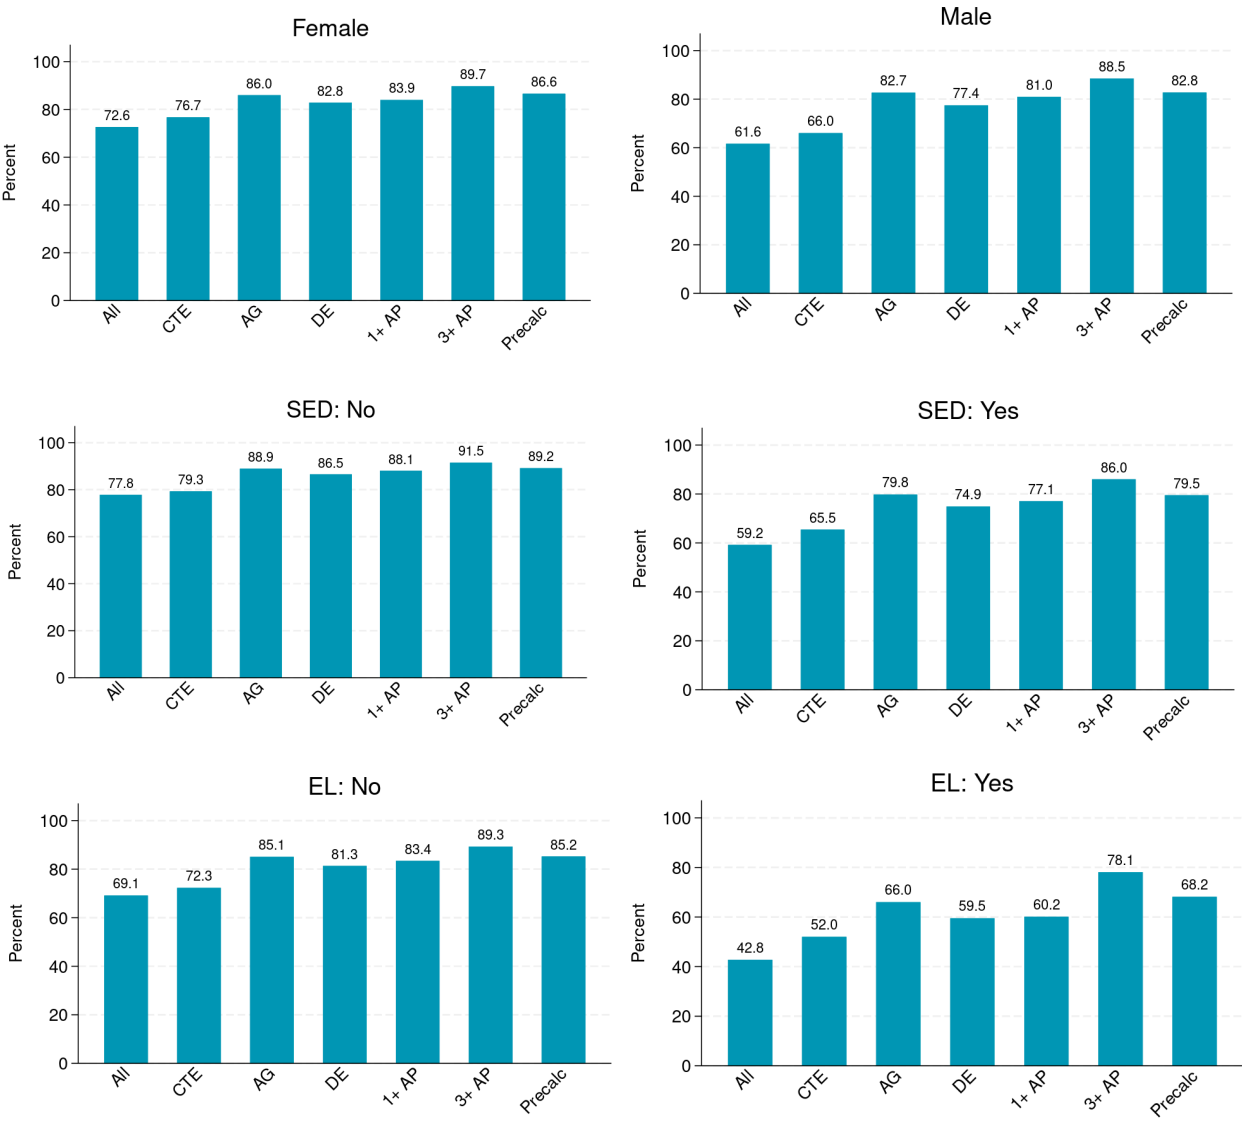 Female
Percent
100
80
60
40
20
0
72.6
76.7
86.0
82.8
83.9
89.7
86.6
All
CTE
AG
DE
1+ AP
3+ AP
Precalc
Male
Percent
100
80
60
40
20
0
61.6
66.0
82.7
77.4
81.0
88.5
82.8
All
CTE
AG
DE
1+ AP
3+ AP
Precalc
SED: No
Percent
100
80
60
40
20
0
77.8
79.3
88.9
86.5
88.1
91.5
89.2
All
CTE
AG
DE
1+ AP
3+ AP
Precalc
SED: Yes
Percent
100
80
60
40
20
0
59.2
65.5
79.8
74.9
77.1
86.0
79.5
All
CTE
AG
DE
1+ AP
3+ AP
Precalc
EL: No
Percent
100
80
60
40
20
0
69.1
72.3
85.1
81.3
83.4
89.3
85.2
All
CTE
AG
DE
1+ AP
3+ AP
Precalc
EL: Yes
Percent
100
80
60
40
20
0
42.8
52.0
66.0
59.5
60.2
78.1
68.2
All
CTE
AG
DE
1+ AP
3+ AP
Precalc